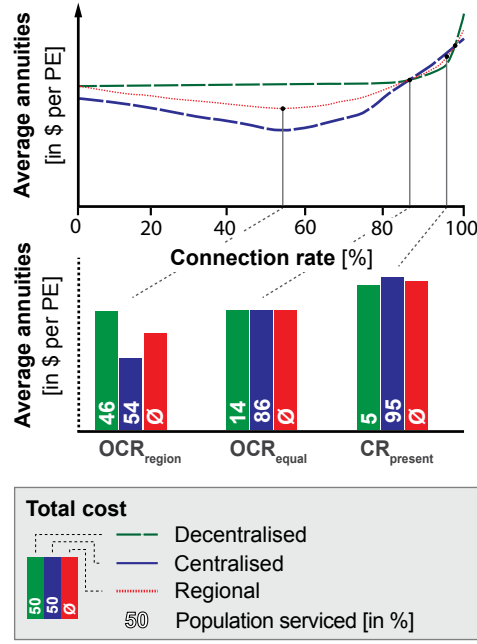 Average annuities
[in $ per PE]
0 20 40 60 80 100
Connection rate [%]
Average annuities
[in $ per PE]
46 54 Ø 14 86 Ø 5 95 Ø
OCRregion OCRequal CRpresent
Total cost
Decentralised
Centralised
Regional
50 50 Ø
50 Population serviced [in %]